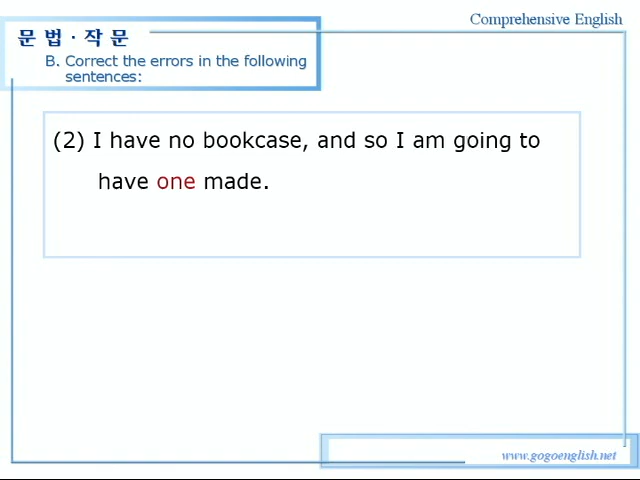 Comprehensive English
문 법 · 작 문
B. Correct the errors in the following
sentences:
(2) I have no bookcase, and so I am going to
have one made.
www.gogoenglish.net